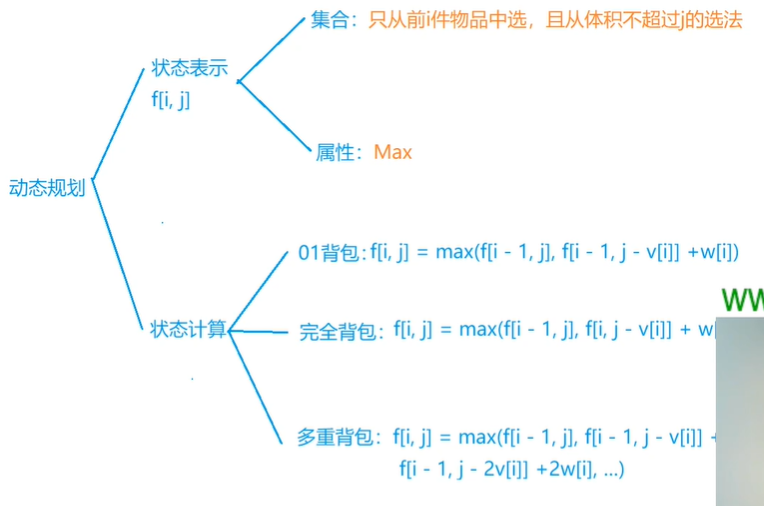 集合：只从前i件物品中选，且从体积不超过j的选法
状态表示
f[i, j]
属性：Max
动态规划
01背包：f[i, j] = max(f[i - 1, j], f[i - 1, j - v[i]] +w[i])
WW
状态计算
完全背包：f[i, j] = max(f[i - 1, j], f[i, j - v[i]] + w[
多重背包：f[i, j] = max(f[i - 1, j], f[i - 1, j - v[i]] +
f[i - 1, j - 2v[i]] +2w[i], ...)